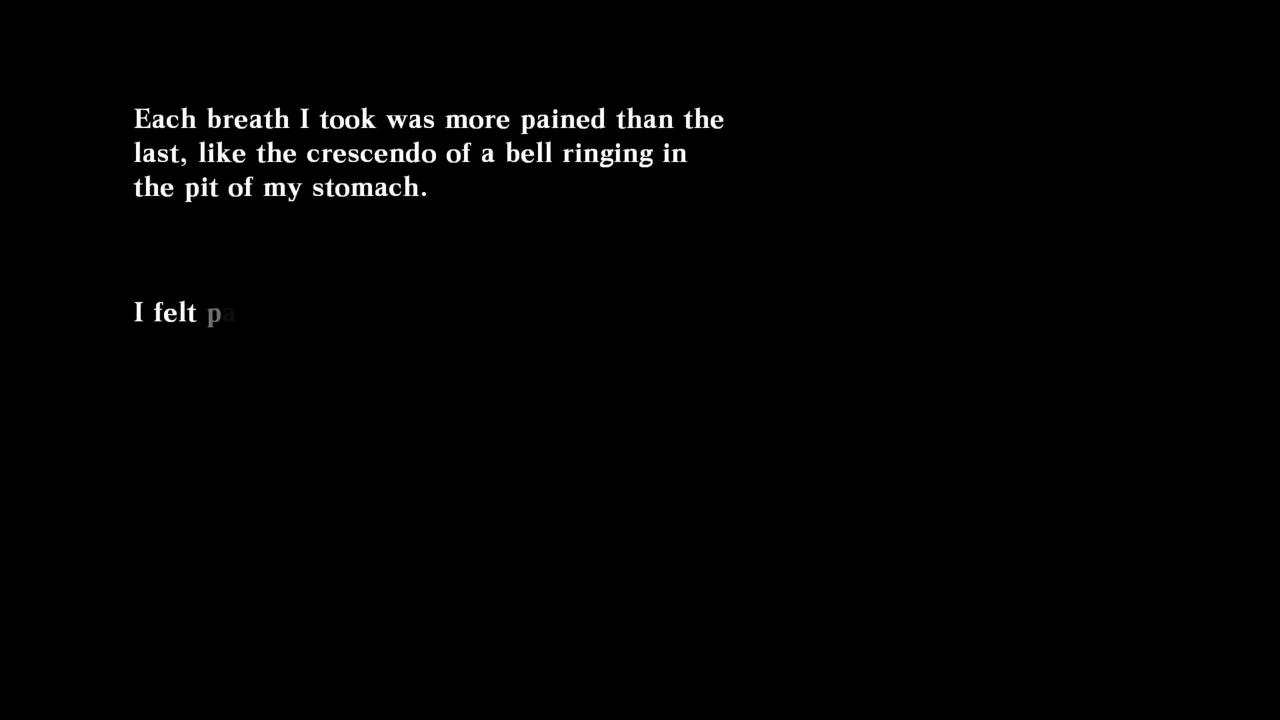 Each breath I took was more pained than the
last, like the crescendo of a bell ringing in
the pit of my stomach.
I felt pa